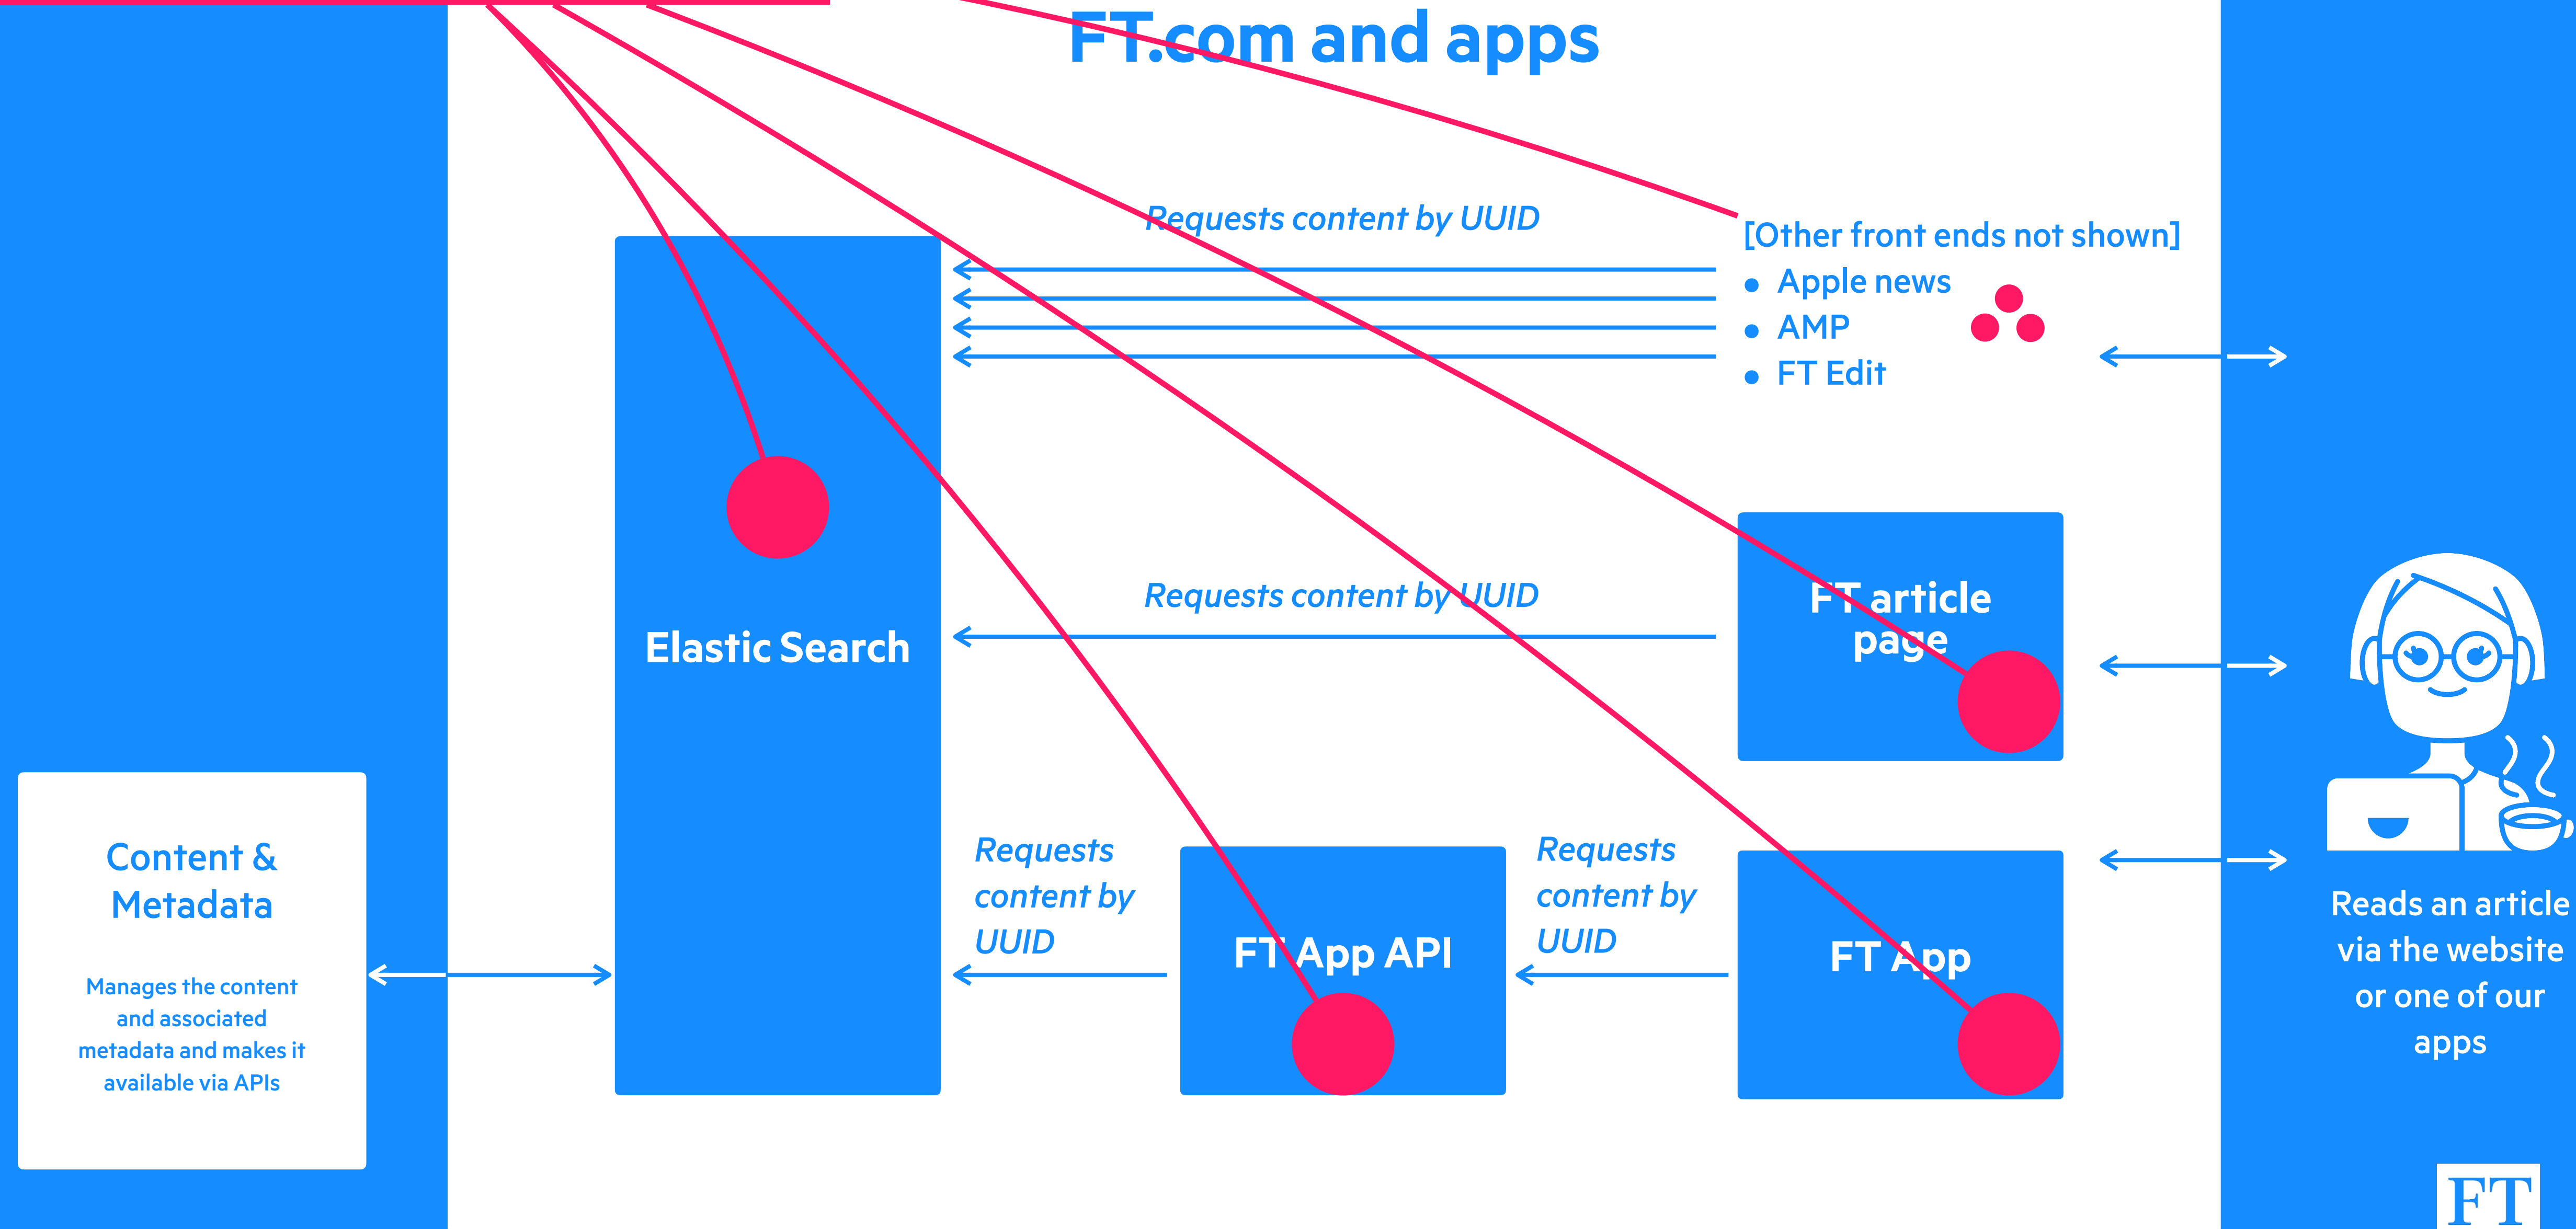 FT.com and apps
Requests content by UUID
[Other front ends not shown]
• Apple news
• AMP
• FT Edit
Requests content by UUID
FT article
page
Elastic Search
Content &
Metadata
Manages the content
and associated
metadata and makes it
available via APIs
Requests
content by
UUID
FT App API
Requests
content by
UUID
FT App
Reads an article
via the website
or one of our
apps
FT